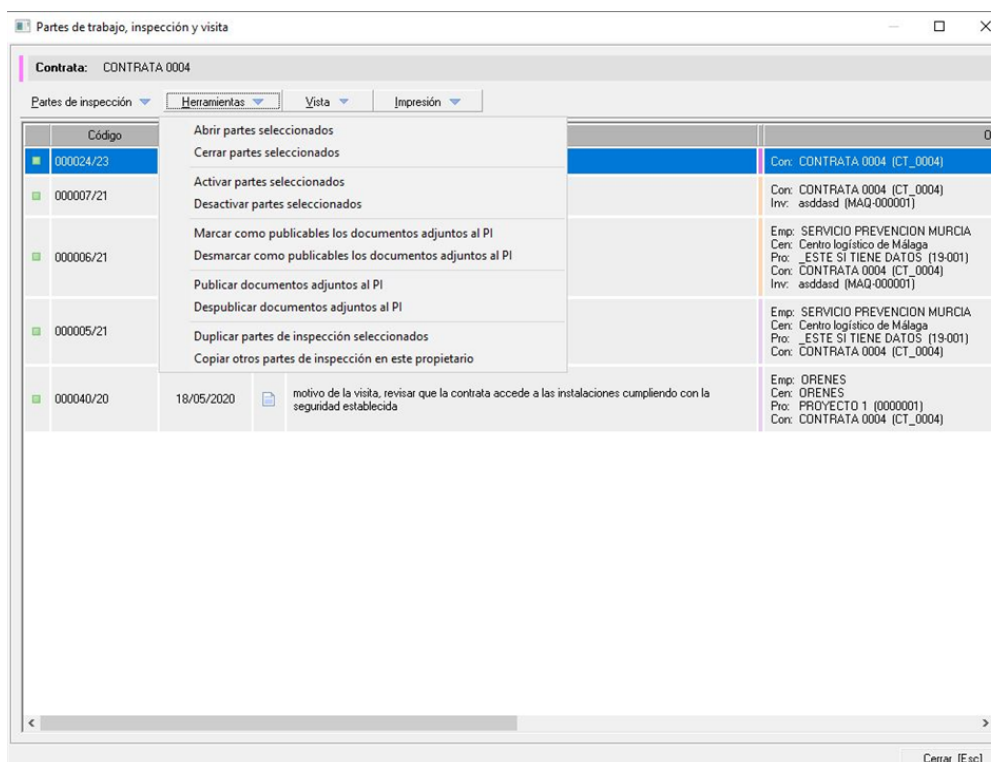 Partes de trabajo, inspección y visita
Contrata: CONTRATA 0004
Partes de inspección Herramientas Vista Impresión
Código
Abrir partes seleccionados
Cerrar partes seleccionados
Activar partes seleccionados
Desactivar partes seleccionados
Marcar como publicables los documentos adjuntos al PI
Desmarcar como publicables los documentos adjuntos al PI
Publicar documentos adjuntos al PI
Despublicar documentos adjuntos al PI
Duplicar partes de inspección seleccionados
Copiar otros partes de inspección en este propietario
000024/23
Con: CONTRATA 0004 (CT_0004)
000007/21
Con: CONTRATA 0004 (CT_0004)
Inv: asddasd (MAQ-000001)
000006/21
Emp: SERVICIO PREVENCION MURCIA
Cen: Centro logístico de Málaga
Pro: _ESTE SI TIENE DATOS (19-001)
Con: CONTRATA 0004 (CT_0004)
Inv: asddasd (MAQ-000001)
000005/21
Emp: SERVICIO PREVENCION MURCIA
Cen: Centro logístico de Málaga
Pro: _ESTE SI TIENE DATOS (19-001)
Con: CONTRATA 0004 (CT_0004)
000040/20 18/05/2020
motivo de la visita, revisar que la contrata accede a las instalaciones cumpliendo con la
seguridad establecida
Emp: ORENES
Cen: ORENES
Pro: PROYECTO 1 (0000001)
Con: CONTRATA 0004 (CT_0004)
Cerrar [Esc]